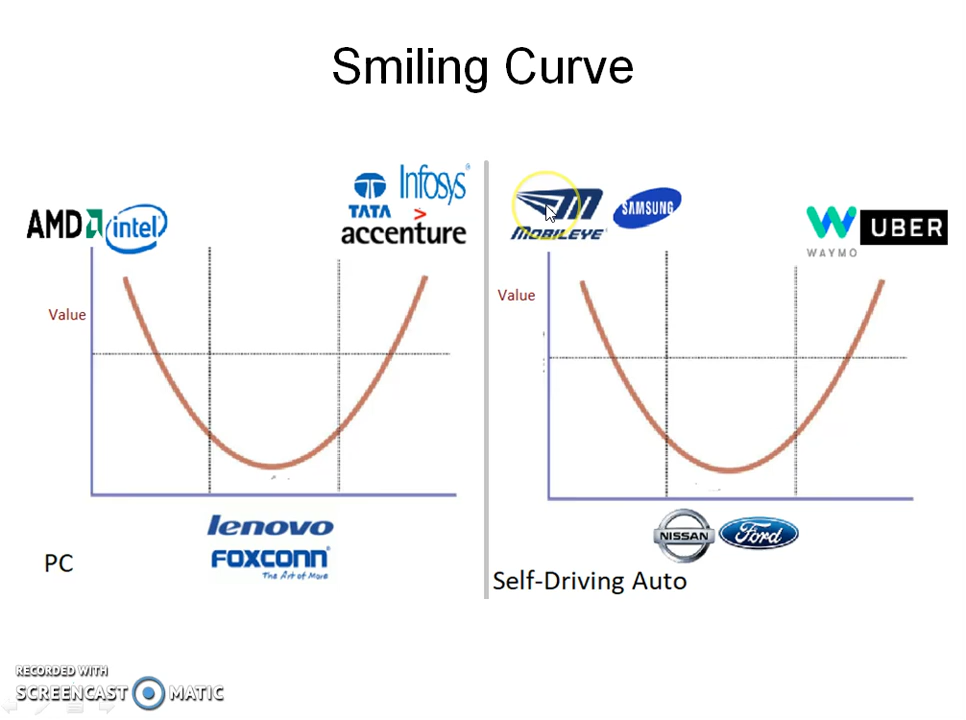 Smiling Curve
AMD
intel
TATA
Infosys
>
accenture
Value
lenovo
FOXCONN
The Art of More
PC
MOBILEYE
SAMSUNG
WAYMO
UBER
Value
NISSAN
Ford
Self-Driving Auto
RECORDED WITH
SCREENCAST MATIC